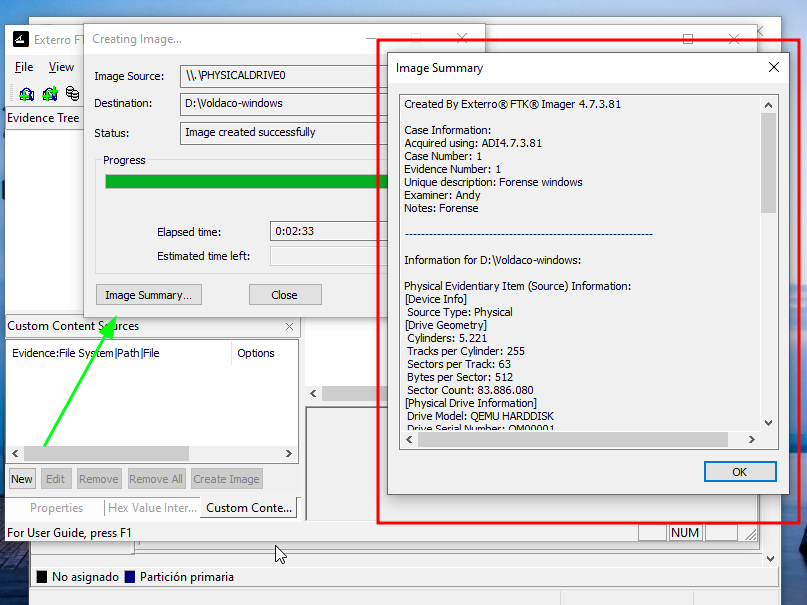 Exterro FT
Creating Image...
File View
Evidence Tree
Image Source: \\.\PHYSICALDRIVE0
Destination: D:\Voldaco-windows
Status: Image created successfully
Progress
Elapsed time: 0:02:33
Estimated time left:
Image Summary... Close
Image Summary
Created By Exterro® FTK® Imager 4.7.3.81
Case Information:
Acquired using: ADI4.7.3.81
Case Number: 1
Evidence Number: 1
Unique description: Forense windows
Examiner: Andy
Notes: Forense
--------------------------------------------------------------
Information for D:\Voldaco-windows:
Physical Evidentiary Item (Source) Information:
[Device Info]
Source Type: Physical
[Drive Geometry]
Cylinders: 5.221
Tracks per Cylinder: 255
Sectors per Track: 63
Bytes per Sector: 512
Sector Count: 83.886.080
[Physical Drive Information]
Drive Model: QEMU HARDDISK
Drive Serial Number: QM00001
OK
Custom Content Sources
Evidence:File System|Path|File Options
New Edit Remove Remove All Create Image
Properties Hex Value Inter... Custom Conte...
For User Guide, press F1
NUM
No asignado Partición primaria